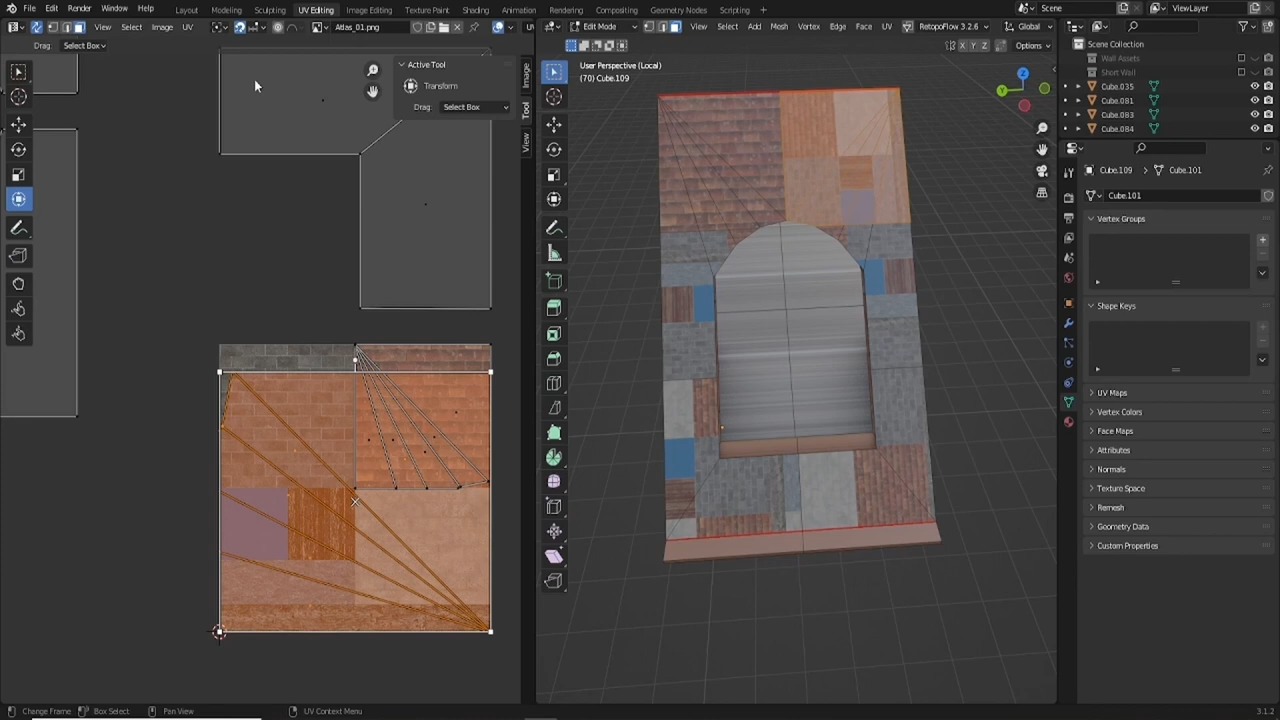 File Edit Render Window Help Layout Modeling Sculpting UV Editing Texture Paint Shading Animation Rendering Compositing Geometry Nodes Scripting + Scene ViewLayer
View Select Image UV Atlas_01.png UV Edit Mode View Select Add Mesh Vertex Edge Face UV RetopoFlow 3.2.6 Global
Drag: Select Box X Y Z Options
Active Tool
Transform
Drag: Select Box
Image
Tool
View
User Perspective (Local)
(70) Cube.109
Z
Y
Scene Collection
Wall Assets
Short Wall
Cube.035
Cube.081
Cube.083
Cube.084
Cube.109 Cube.101
Cube.101
Vertex Groups
Shape Keys
UV Maps
Vertex Colors
Face Maps
Attributes
Normals
Texture Space
Remesh
Geometry Data
Custom Properties
Change Frame Box Select Pan View UV Context Menu 3.1.2